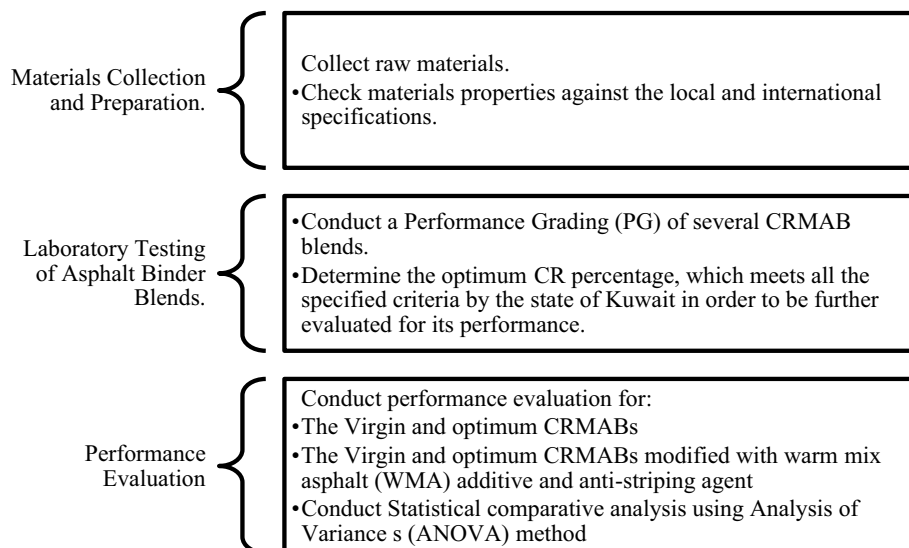 Materials Collection
and Preparation.
Collect raw materials.
•Check materials properties against the local and international
specifications.
Laboratory Testing
of Asphalt Binder
Blends.
•Conduct a Performance Grading (PG) of several CRMAB
blends.
•Determine the optimum CR percentage, which meets all the
specified criteria by the state of Kuwait in order to be further
evaluated for its performance.
Performance
Evaluation
Conduct performance evaluation for:
•The Virgin and optimum CRMABs
•The Virgin and optimum CRMABs modified with warm mix
asphalt (WMA) additive and anti-striping agent
•Conduct Statistical comparative analysis using Analysis of
Variance s (ANOVA) method